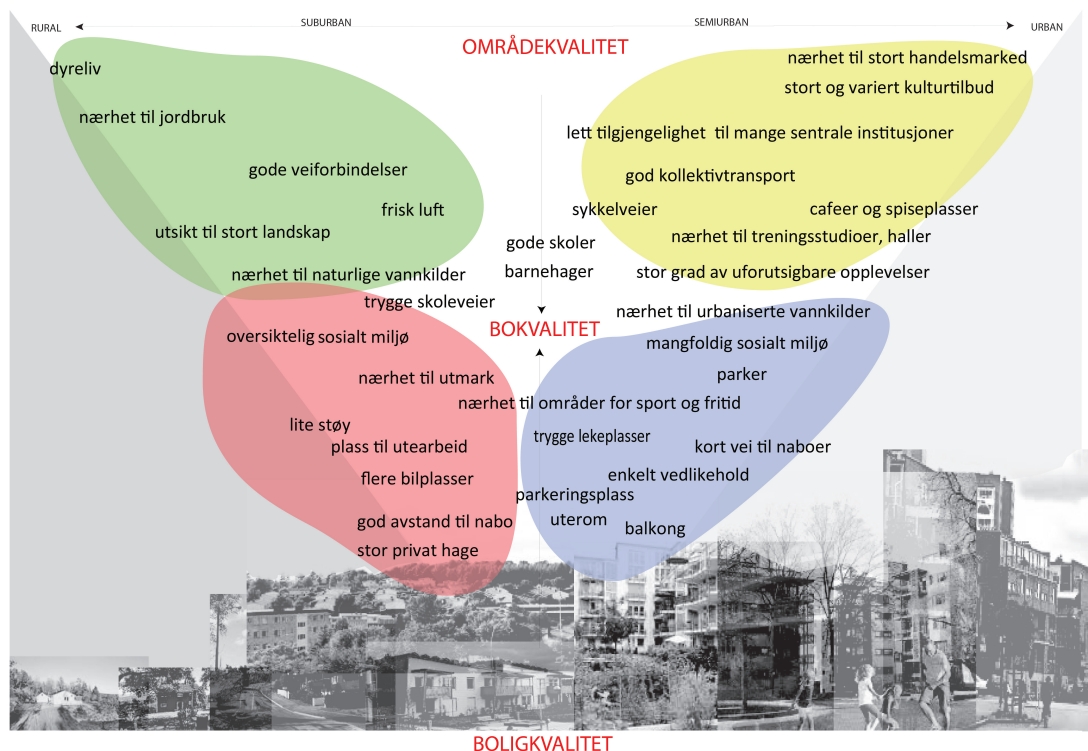 RURAL
SUBURBAN
SEMIURBAN
URBAN
OMRÅDEKVALITET
dyreliv
nærhet til jordbruk
gode veiforbindelser
frisk luft
utsikt til stort landskap
nærhet til naturlige vannkilder
nærhet til stort handelsmarked
stort og variert kulturtilbud
lett tilgjengelighet til mange sentrale institusjoner
god kollektivtransport
sykkelveier
cafeer og spiseplasser
nærhet til treningsstudioer, haller
stor grad av uforutsigbare opplevelser
gode skoler
barnehager
trygge skoleveier
BOKVALITET
oversiktelig sosialt miljø
nærhet til utmark
nærhet til områder for sport og fritid
lite støy
plass til utearbeid
flere bilplasser
god avstand til nabo
stor privat hage
nærhet til urbaniserte vannkilder
mangfoldig sosialt miljø
parker
trygge lekeplasser
kort vei til naboer
enkelt vedlikehold
parkeringsplass
uterom
balkong
BOLIGKVALITET